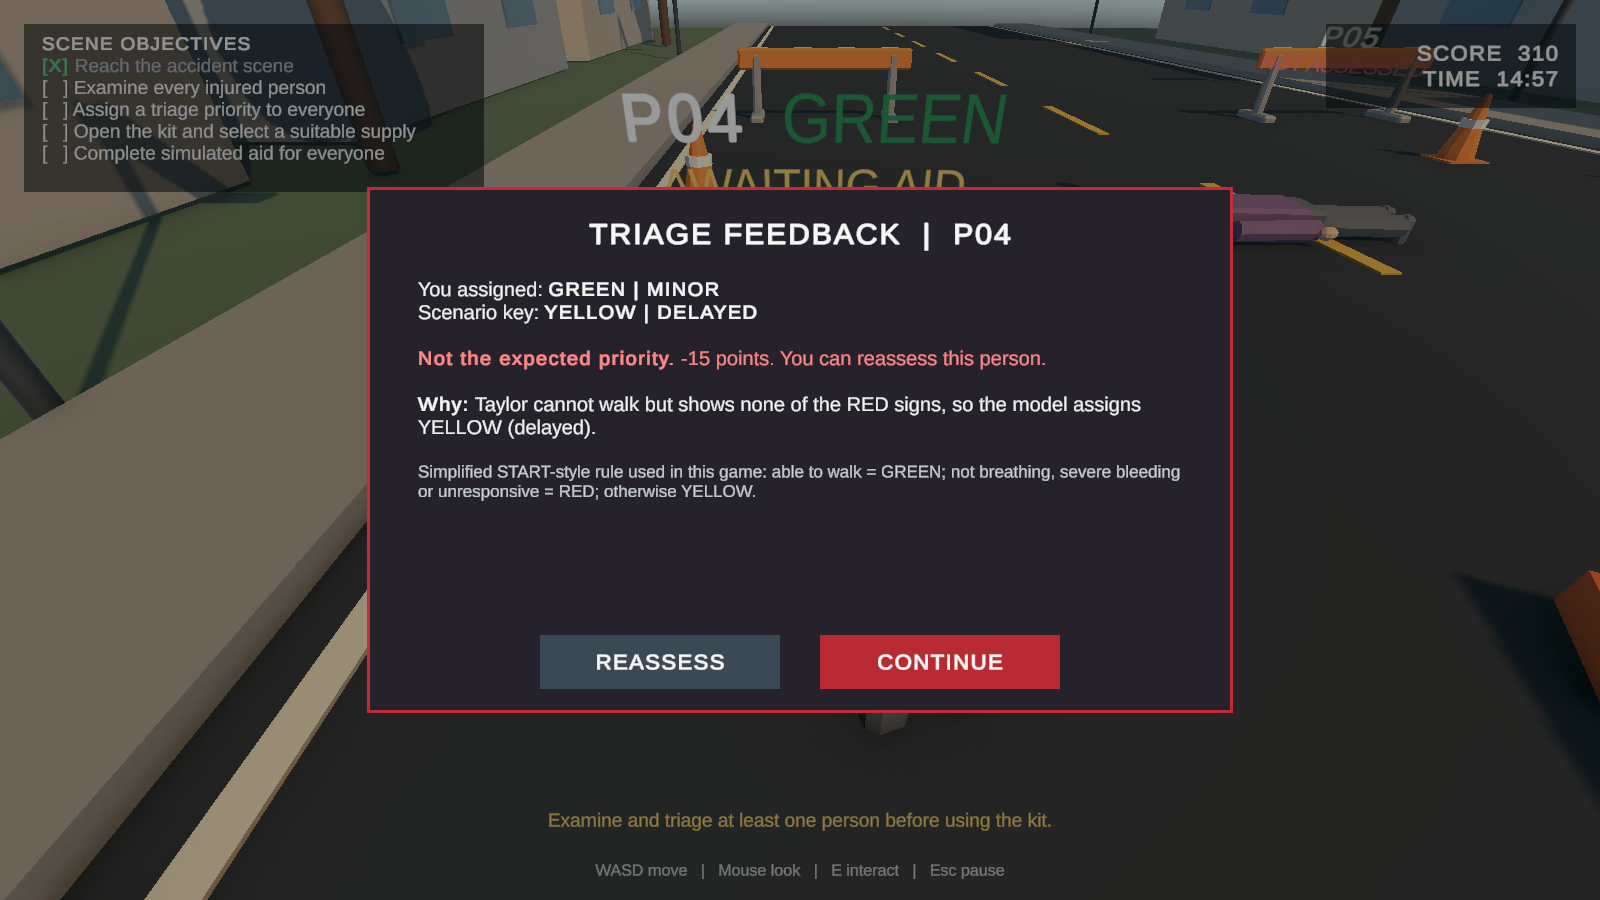 SCENE OBJECTIVES
[X] Reach the accident scene
[ ] Examine every injured person
[ ] Assign a triage priority to everyone
[ ] Open the kit and select a suitable supply
[ ] Complete simulated aid for everyone
P05
SCORE 310
TIME 14:57
P04 GREEN
AWAITING AID
TRIAGE FEEDBACK | P04
You assigned: GREEN | MINOR
Scenario key: YELLOW | DELAYED
Not the expected priority. -15 points. You can reassess this person.
Why: Taylor cannot walk but shows none of the RED signs, so the model assigns
YELLOW (delayed).
Simplified START-style rule used in this game: able to walk = GREEN; not breathing, severe bleeding
or unresponsive = RED; otherwise YELLOW.
REASSESS
CONTINUE
Examine and triage at least one person before using the kit.
WASD move | Mouse look | E interact | Esc pause